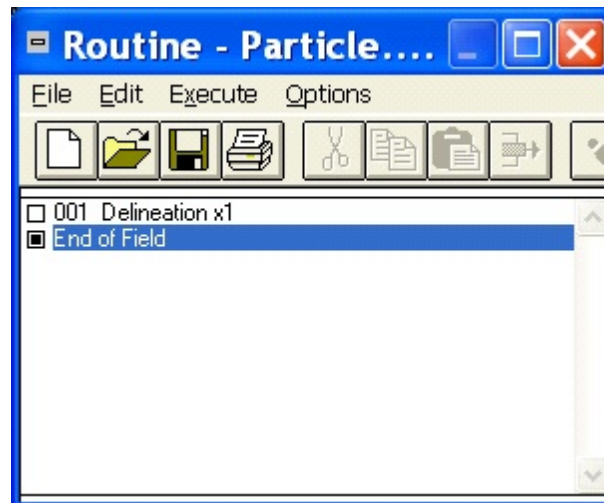 Routine - Particle....
File Edit Execute Options
001 Delineation x1
End of Field